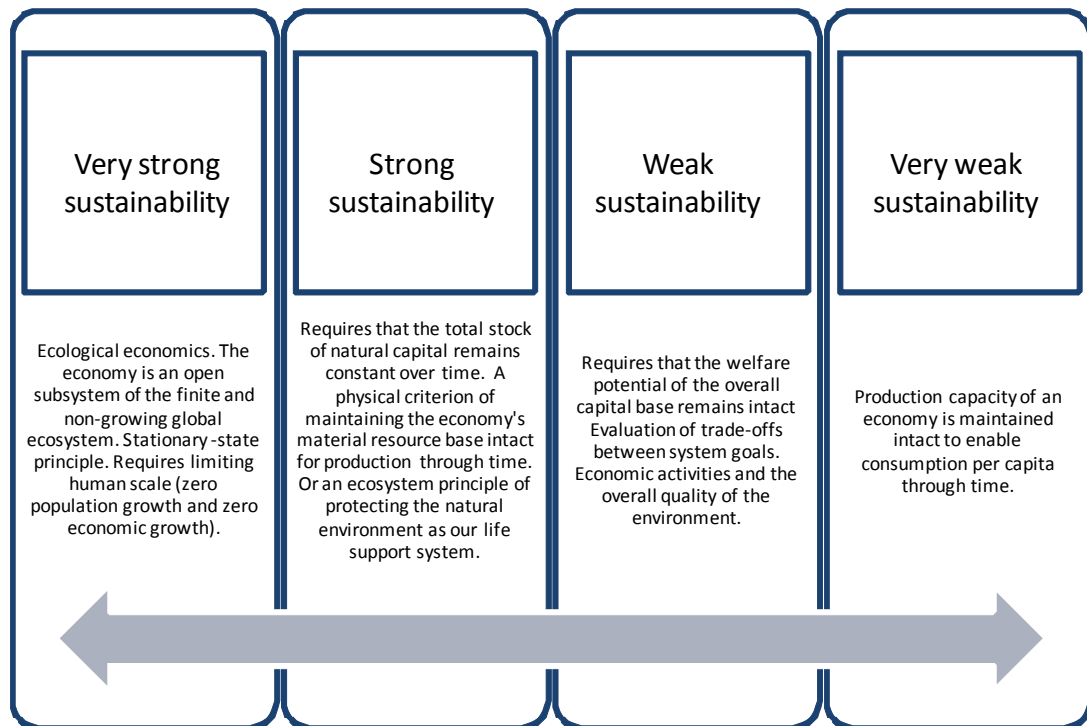 Very strong
sustainability
Ecological economics. The
economy is an open
subsystem of the finite and
non-growing global
ecosystem. Stationary -state
principle. Requires limiting
human scale (zero
population growth and zero
economic growth).
Strong
sustainability
Requires that the total stock
of natural capital remains
constant over time.  A
physical criterion of
maintaining the economy's
material resource base intact
for production through time.
Or an ecosystem principle of
protecting the natural
environment as our life
support system.
Weak
sustainability
Requires that the welfare
potential of the overall
capital base remains intact
Evaluation of trade-offs
between system goals.
Economic activities and the
overall quality of the
environment.
Very weak
sustainability
Production capacity of an
economy is maintained
intact to enable
consumption per capita
through time.